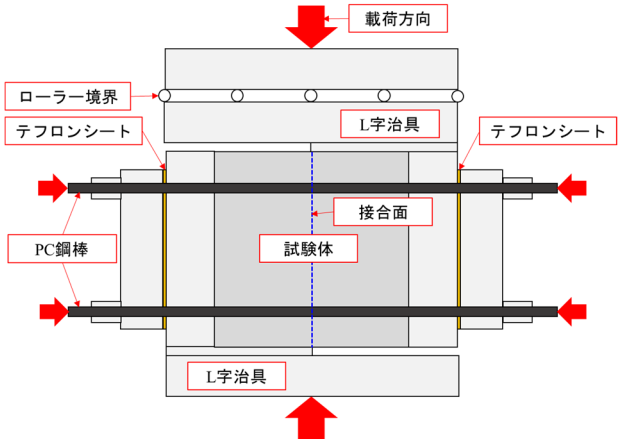 載荷方向
ローラー境界
L字治具
テフロンシート
テフロンシート
接合面
PC鋼棒
試験体
L字治具